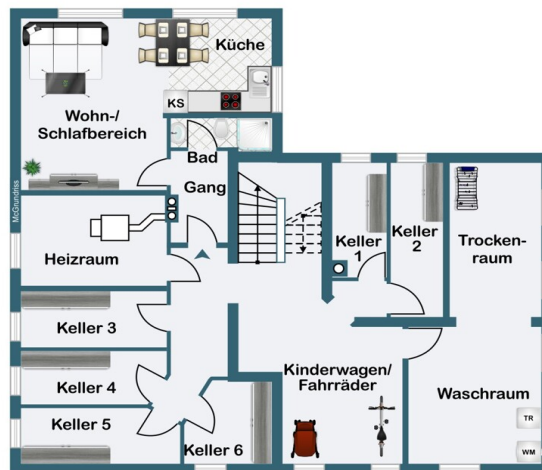 Küche
KS
Wohn-/
Schlafbereich
Bad
Gang
McGrundriss
Heizraum
Keller
1
Keller
2
Trocken-
raum
Keller 3
Keller 4
Keller 5
Keller 6
Kinderwagen/
Fahrräder
Waschraum
TR
WM